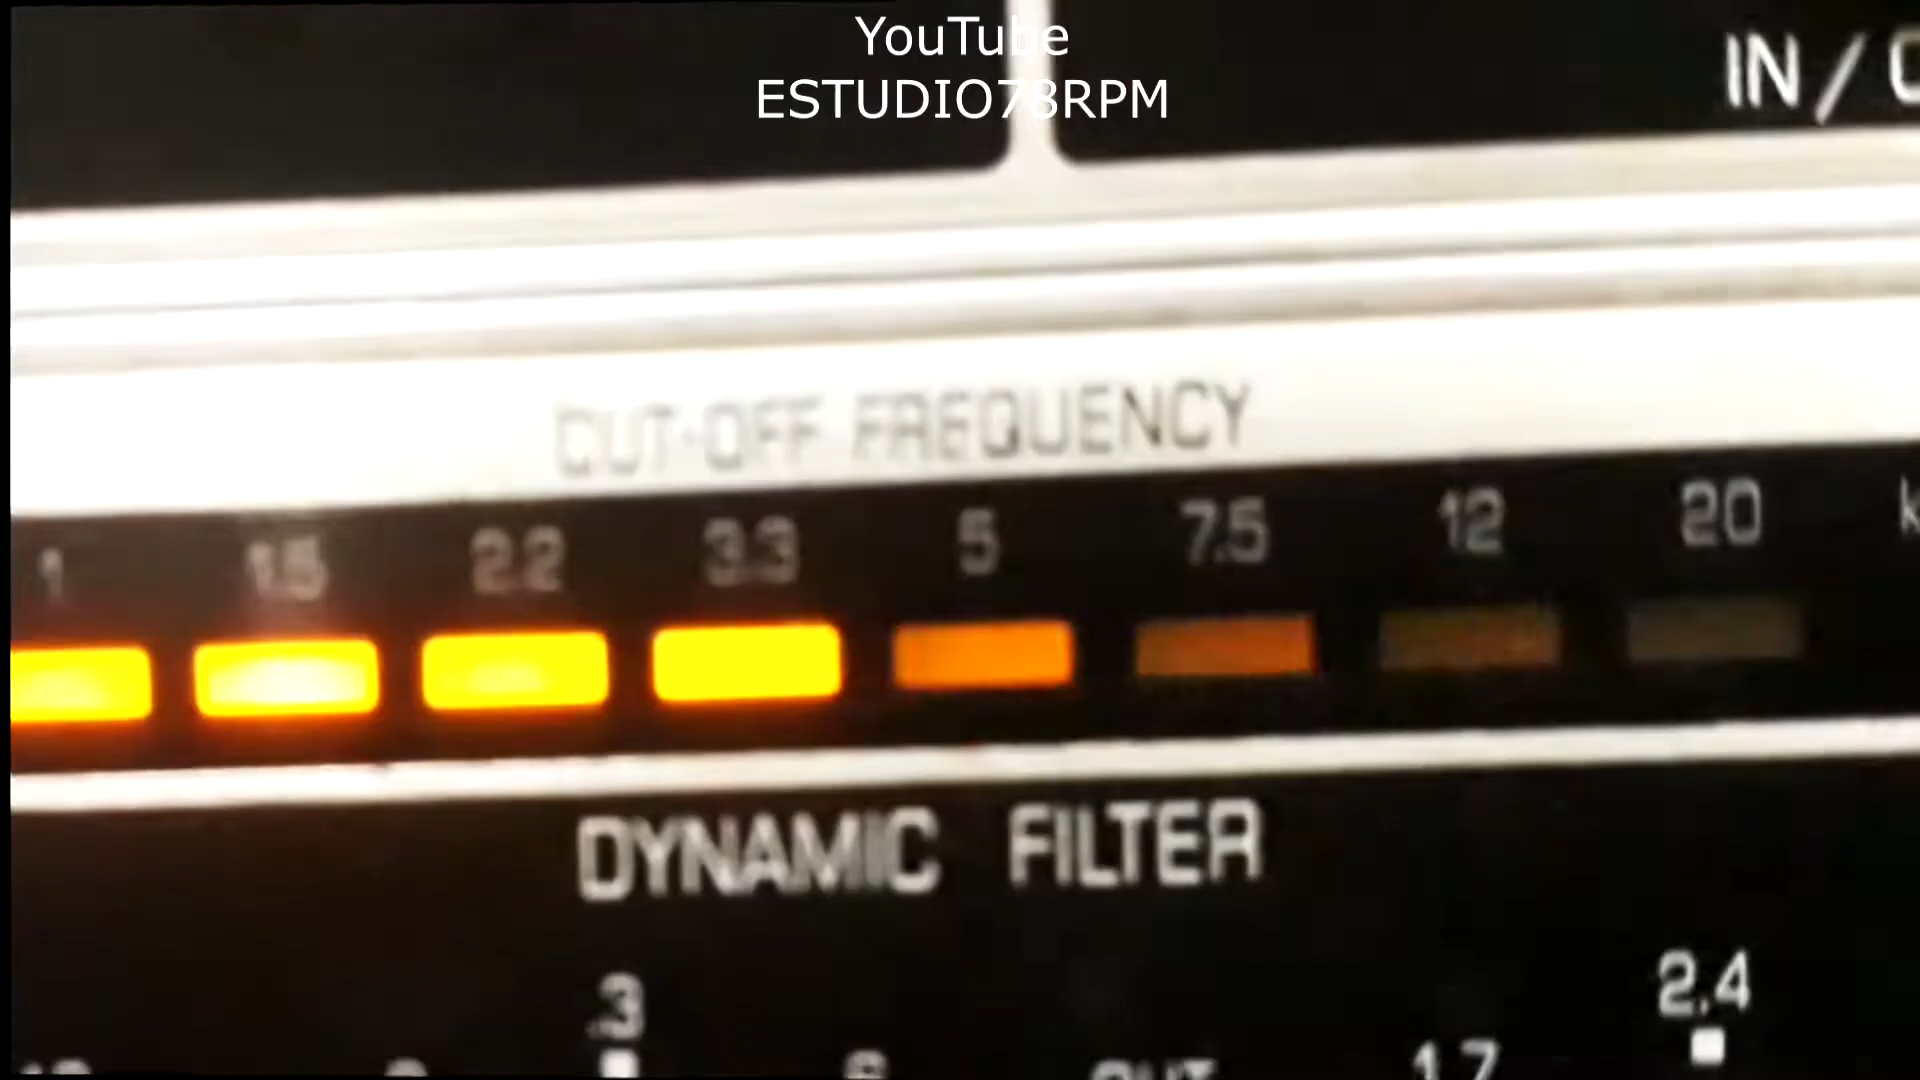 YouTube
ESTUDIO78RPM
IN/
CUT-OFF FREQUENCY
1 1.5 2.2 3.3 5 7.5 12 20 k
DYNAMIC FILTER
.3 2.4
1.7